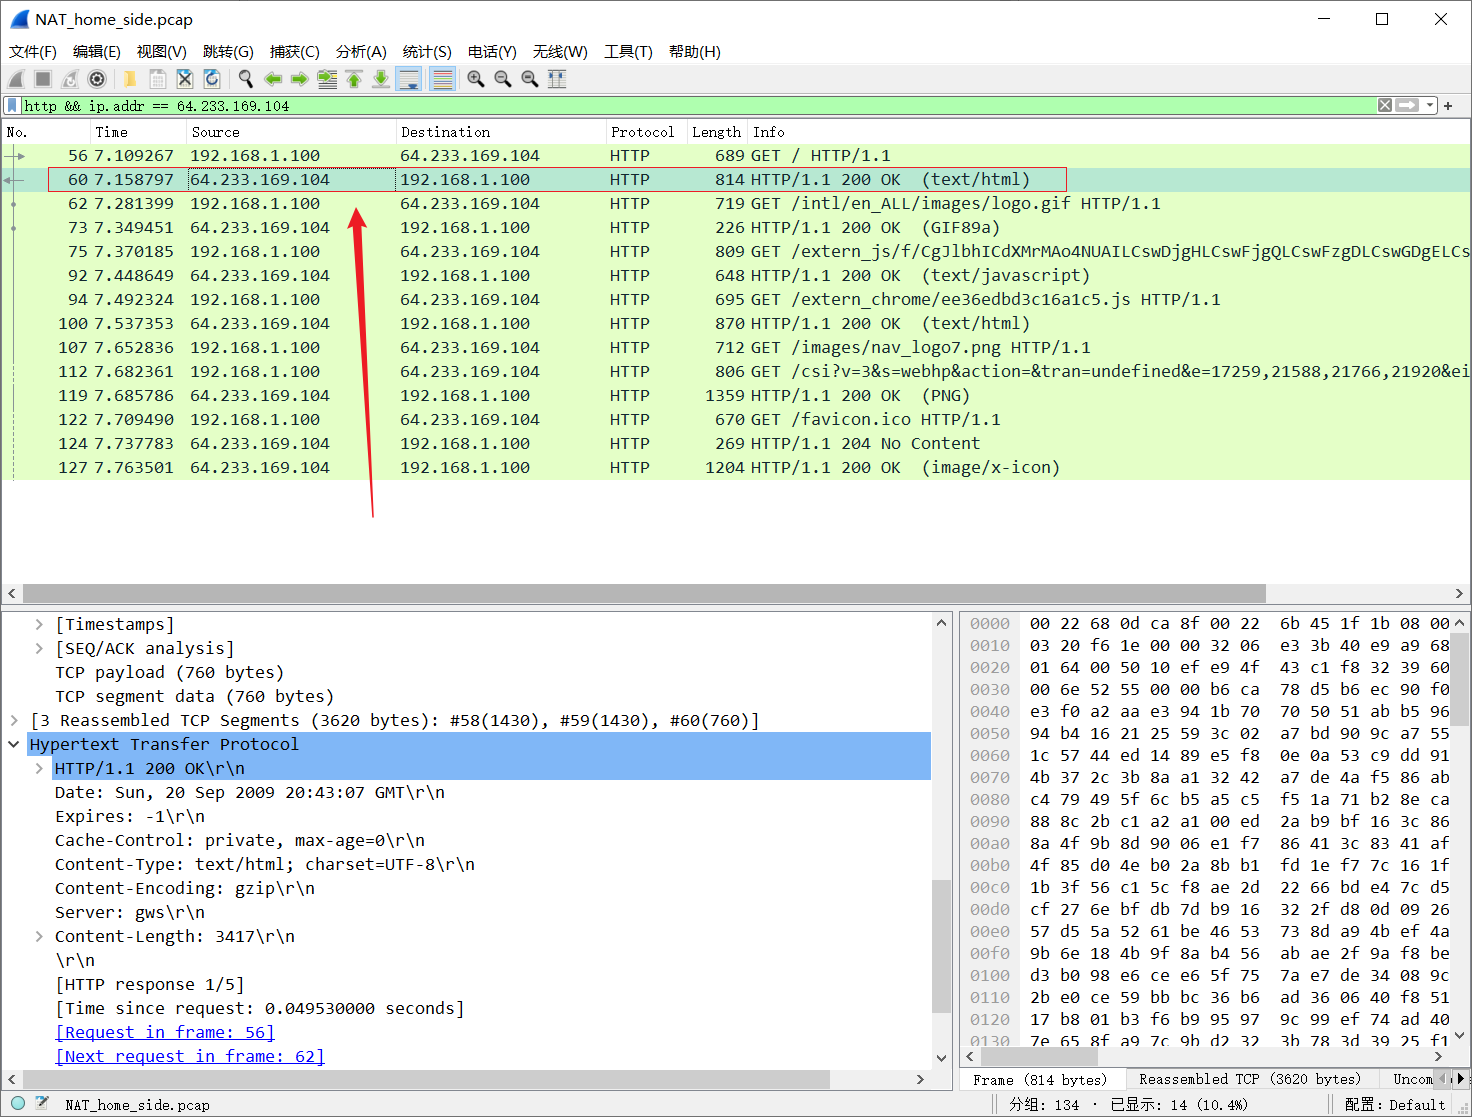 NAT_home_side.pcap
文件(F) 编辑(E) 视图(V) 跳转(G) 捕获(C) 分析(A) 统计(S) 电话(Y) 无线(W) 工具(T) 帮助(H)
http && ip.addr == 64.233.169.104
No. Time Source Destination Protocol Length Info
56 7.109267 192.168.1.100 64.233.169.104 HTTP 689 GET / HTTP/1.1
60 7.158797 64.233.169.104 192.168.1.100 HTTP 814 HTTP/1.1 200 OK (text/html)
62 7.281399 192.168.1.100 64.233.169.104 HTTP 719 GET /intl/en_ALL/images/logo.gif HTTP/1.1
73 7.349451 64.233.169.104 192.168.1.100 HTTP 226 HTTP/1.1 200 OK (GIF89a)
75 7.370185 192.168.1.100 64.233.169.104 HTTP 809 GET /extern_js/f/CgJlbhICdXMrMAo4NUAILCswDjgHLCswFjgQLCswFzgDLCswGDgELCs
92 7.448649 64.233.169.104 192.168.1.100 HTTP 648 HTTP/1.1 200 OK (text/javascript)
94 7.492324 192.168.1.100 64.233.169.104 HTTP 695 GET /extern_chrome/ee36edbd3c16a1c5.js HTTP/1.1
100 7.537353 64.233.169.104 192.168.1.100 HTTP 870 HTTP/1.1 200 OK (text/html)
107 7.652836 192.168.1.100 64.233.169.104 HTTP 712 GET /images/nav_logo7.png HTTP/1.1
112 7.682361 192.168.1.100 64.233.169.104 HTTP 806 GET /csi?v=3&s=webhp&action=&tran=undefined&e=17259,21588,21766,21920&ei
119 7.685786 64.233.169.104 192.168.1.100 HTTP 1359 HTTP/1.1 200 OK (PNG)
122 7.709490 192.168.1.100 64.233.169.104 HTTP 670 GET /favicon.ico HTTP/1.1
124 7.737783 64.233.169.104 192.168.1.100 HTTP 269 HTTP/1.1 204 No Content
127 7.763501 64.233.169.104 192.168.1.100 HTTP 1204 HTTP/1.1 200 OK (image/x-icon)
[Timestamps]
[SEQ/ACK analysis]
TCP payload (760 bytes)
TCP segment data (760 bytes)
[3 Reassembled TCP Segments (3620 bytes): #58(1430), #59(1430), #60(760)]
Hypertext Transfer Protocol
HTTP/1.1 200 OK\r\n
Date: Sun, 20 Sep 2009 20:43:07 GMT\r\n
Expires: -1\r\n
Cache-Control: private, max-age=0\r\n
Content-Type: text/html; charset=UTF-8\r\n
Content-Encoding: gzip\r\n
Server: gws\r\n
Content-Length: 3417\r\n
\r\n
[HTTP response 1/5]
[Time since request: 0.049530000 seconds]
[Request in frame: 56]
[Next request in frame: 62]
0000 00 22 68 0d ca 8f 00 22 6b 45 1f 1b 08 00
0010 03 20 f6 1e 00 00 32 06 e3 3b 40 e9 a9 68
0020 01 64 00 50 10 ef e9 4f 43 c1 f8 32 39 60
0030 00 6e 52 55 00 00 b6 ca 78 d5 b6 ec 90 f0
0040 e3 f0 a2 aa e3 94 1b 70 70 50 51 ab b5 96
0050 94 b4 16 21 25 59 3c 02 a7 bd 90 9c a7 55
0060 1c 57 44 ed 14 89 e5 f8 0e 0a 53 c9 dd 91
0070 4b 37 2c 3b 8a a1 32 42 a7 de 4a f5 86 ab
0080 c4 79 49 5f 6c b5 a5 c5 f5 1a 71 b2 8e ca
0090 88 8c 2b c1 a2 a1 00 ed 2a b9 bf 16 3c 86
00a0 8a 4f 9b 8d 90 06 e1 f7 86 41 3c 83 41 af
00b0 4f 85 d0 4e b0 2a 8b b1 fd 1e f7 7c 16 1f
00c0 1b 3f 56 c1 5c f8 ae 2d 22 66 bd e4 7c d5
00d0 cf 27 6e bf db 7d b9 16 32 2f d8 0d 09 26
00e0 57 d5 5a 52 61 be 46 53 73 8d a9 4b ef 4a
00f0 9b 6e 18 4b 9f 8a b4 56 ab ae 2f 9a f8 be
0100 d3 b0 98 e6 ce e6 5f 75 7a e7 de 34 08 9c
0110 2b e0 ce 59 bb bc 36 b6 ad 36 06 40 f8 51
0120 17 b8 01 b3 f6 b9 95 97 9c 99 ef 74 ad 40
0130 7e 65 8f a9 7c 9b d2 32 3b 78 3d 39 25 f1
Frame (814 bytes) Reassembled TCP (3620 bytes) Uncom
NAT_home_side.pcap 分组: 134 · 已显示: 14 (10.4%) 配置: Default